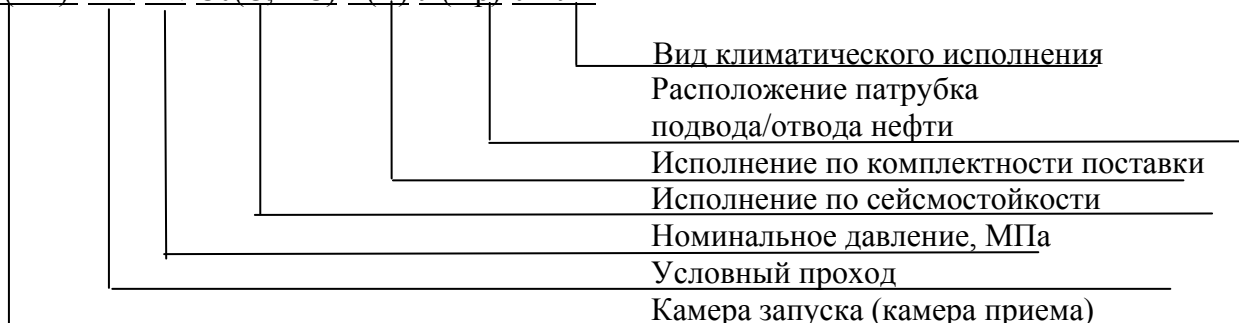 Вид климатического исполнения
Расположение патрубка
подвода/отвода нефти
Исполнение по комплектности поставки
Исполнение по сейсмостойкости
Номинальное давление, МПа
Условный проход
Камера запуска (камера приема)